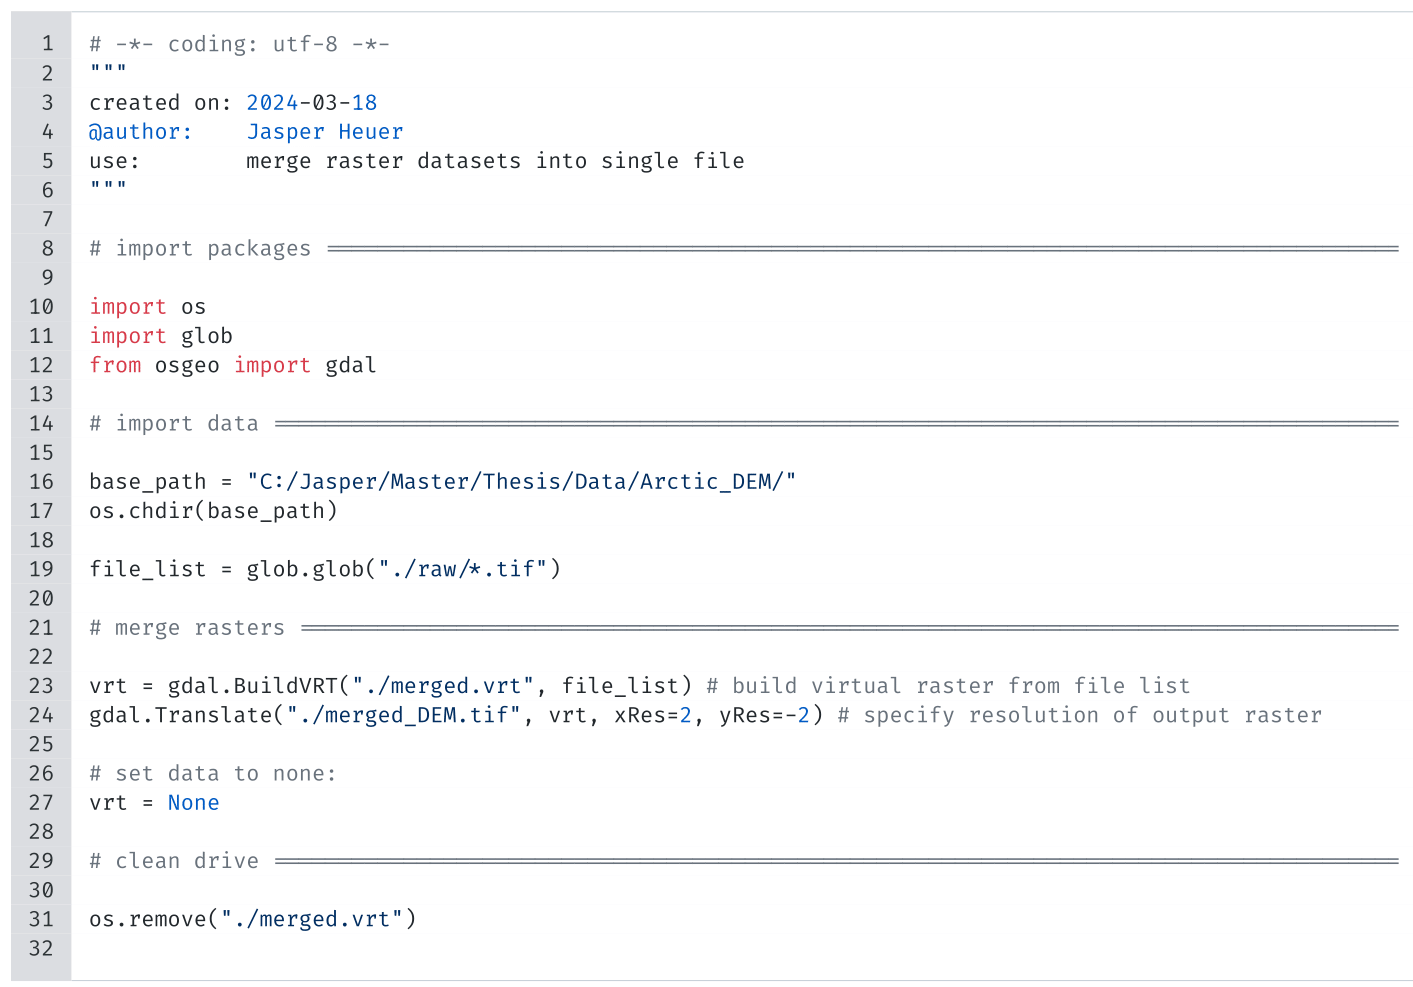 1 # -*- coding: utf-8 -*-
2 """
3 created on: 2024-03-18
4 @author:    Jasper Heuer
5 use:        merge raster datasets into single file
6 """
7
8 # import packages ==================================================================================
9
10 import os
11 import glob
12 from osgeo import gdal
13
14 # import data ======================================================================================
15
16 base_path = "C:/Jasper/Master/Thesis/Data/Arctic_DEM/"
17 os.chdir(base_path)
18
19 file_list = glob.glob("./raw/*.tif")
20
21 # merge rasters ====================================================================================
22
23 vrt = gdal.BuildVRT("./merged.vrt", file_list) # build virtual raster from file list
24 gdal.Translate("./merged_DEM.tif", vrt, xRes=2, yRes=-2) # specify resolution of output raster
25
26 # set data to none:
27 vrt = None
28
29 # clean drive ======================================================================================
30
31 os.remove("./merged.vrt")
32